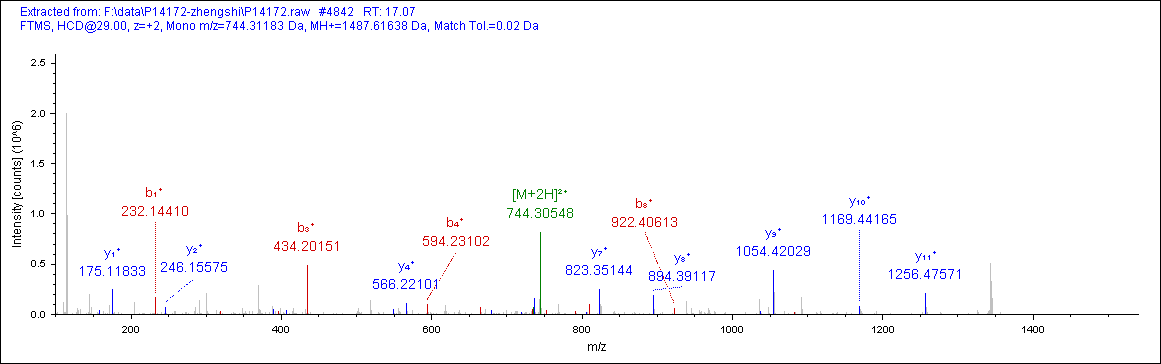 Extracted from: F:\data\P14172-zhengshi\P14172.raw #4842 RT: 17.07
FTMS, HCD@29.00, z=+2, Mono m/z=744.31183 Da, MH+=1487.61638 Da, Match Tol.=0.02 Da
Intensity [counts] (10^6)
2.5
2.0
1.5
1.0
0.5
0.0
b₁⁺
232.14410
y₁⁺
175.11833
y₂⁺
246.15575
b₃⁺
434.20151
y₄⁺
566.22101
b₄⁺
594.23102
[M+2H]²⁺
744.30548
b₈⁺
922.40613
y₇⁺
823.35144
y₈⁺
894.39117
y₉⁺
1054.42029
y₁₀⁺
1169.44165
y₁₁⁺
1256.47571
200 400 600 800 1000 1200 1400
m/z